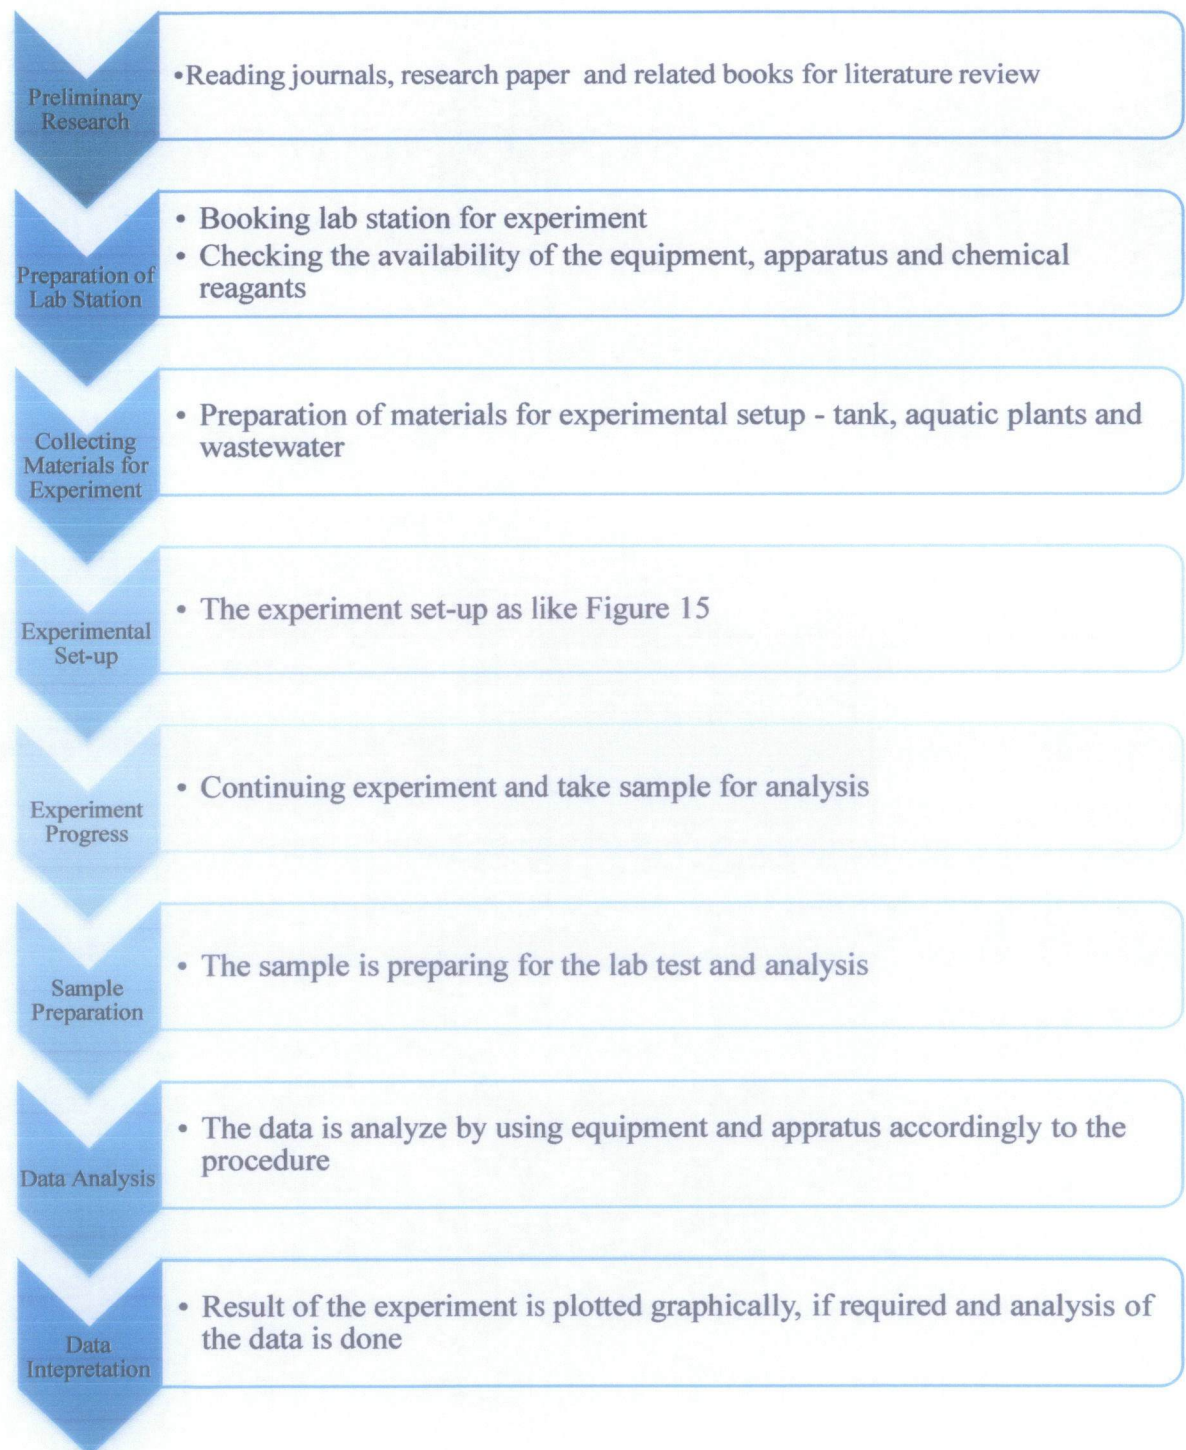 Preliminary
Research
•Reading journals, research paper and related books for literature review
Preparation of
Lab Station
• Booking lab station for experiment
• Checking the availability of the equipment, apparatus and chemical
reagants
Collecting
Materials for
Experiment
• Preparation of materials for experimental setup - tank, aquatic plants and
wastewater
Experimental
Set-up
• The experiment set-up as like Figure 15
Experiment
Progress
• Continuing experiment and take sample for analysis
Sample
Preparation
• The sample is preparing for the lab test and analysis
Data Analysis
• The data is analyze by using equipment and appratus accordingly to the
procedure
Data
Intepretation
• Result of the experiment is plotted graphically, if required and analysis of
the data is done